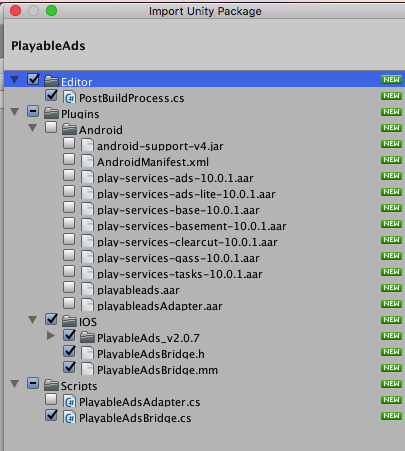 Import Unity Package
PlayableAds
Editor NEW
PostBuildProcess.cs NEW
Plugins NEW
Android NEW
android-support-v4.jar NEW
AndroidManifest.xml NEW
play-services-ads-10.0.1.aar NEW
play-services-ads-lite-10.0.1.aar NEW
play-services-base-10.0.1.aar NEW
play-services-basement-10.0.1.aar NEW
play-services-clearcut-10.0.1.aar NEW
play-services-gass-10.0.1.aar NEW
play-services-tasks-10.0.1.aar NEW
playableads.aar NEW
playableadsAdapter.aar NEW
IOS NEW
PlayableAds_v2.0.7 NEW
PlayableAdsBridge.h NEW
PlayableAdsBridge.mm NEW
Scripts NEW
C# PlayableAdsAdapter.cs NEW
C# PlayableAdsBridge.cs NEW